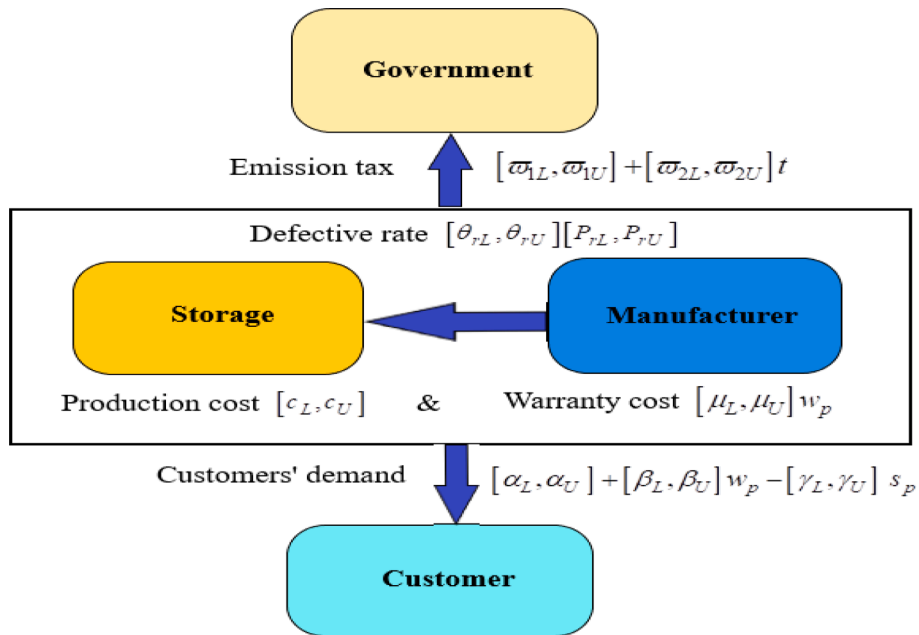 Government
Emission tax [ϖ₁L, ϖ₁U] + [ϖ₂L, ϖ₂U] t
Defective rate [θrL, θrU][PrL, PrU]
Storage Manufacturer
Production cost [cL, cU] & Warranty cost [μL, μU] wp
Customers' demand [αL, αU] + [βL, βU] wp − [γL, γU] sp
Customer